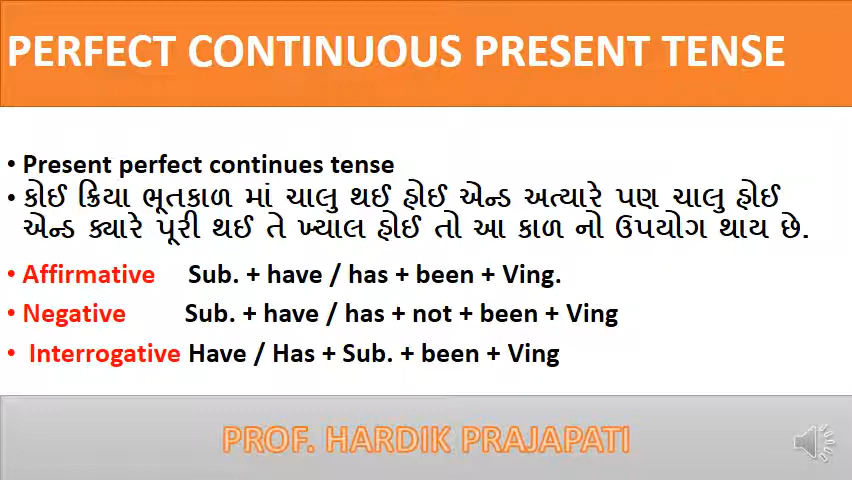 PERFECT CONTINUOUS PRESENT TENSE
• Present perfect continues tense
• કોઈ ક્રિયા ભૂતકાળ માં ચાલુ થઈ હોઈ એન્ડ અત્યારે પણ ચાલુ હોઈ
એન્ડ ક્યારે પૂરી થઈ તે ખ્યાલ હોઈ તો આ કાળ નો ઉપયોગ થાય છે.
• Affirmative Sub. + have / has + been + Ving.
• Negative Sub. + have / has + not + been + Ving
• Interrogative Have / Has + Sub. + been + Ving
PROF. HARDIK PRAJAPATI